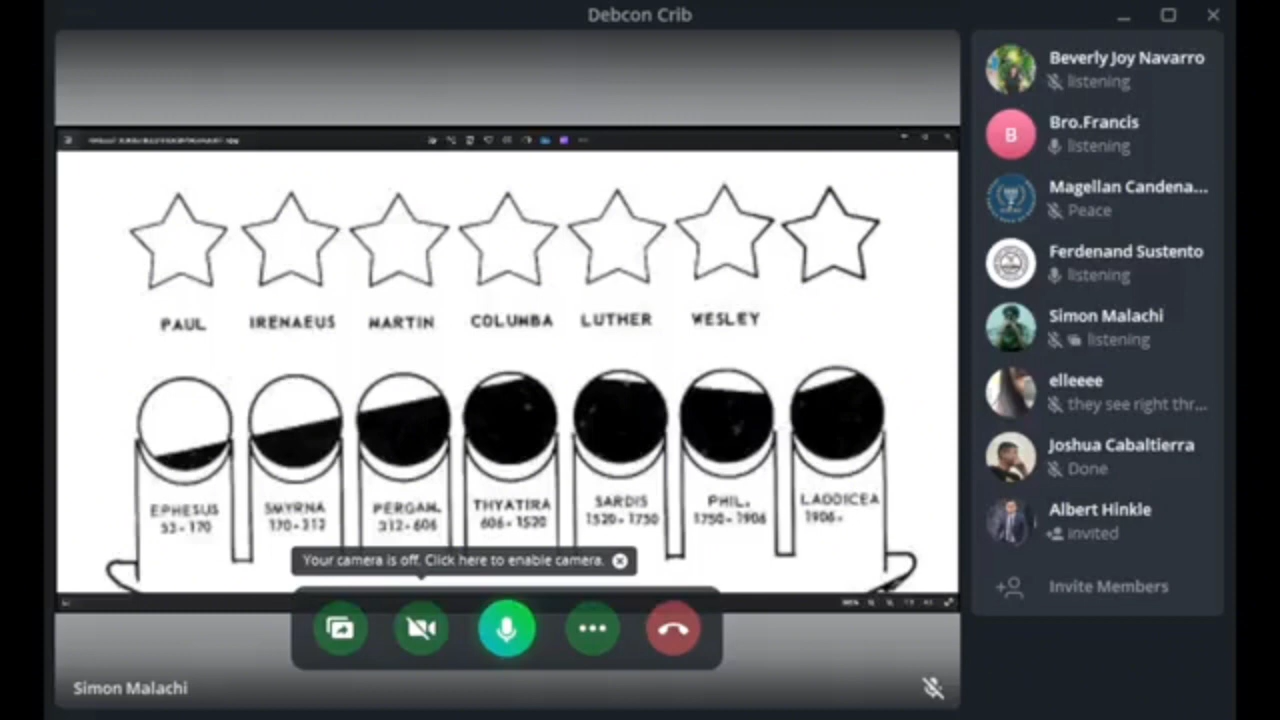 Debcon Crib
PAUL
IRENAEUS
MARTIN
COLUMBA
LUTHER
WESLEY
EPHESUS
53-170
SMYRNA
170-312
PERGAM.
312-606
THYATIRA
606-1520
SARDIS
1520-1750
PHIL.
1750-1906
LAODICEA
1906-
Your camera is off. Click here to enable camera.
Simon Malachi
Beverly Joy Navarro
listening
B
Bro.Francis
listening
Magellan Candena...
Peace
Ferdenand Sustento
listening
Simon Malachi
listening
elleeee
they see right thr...
Joshua Cabaltierra
Done
Albert Hinkle
invited
Invite Members